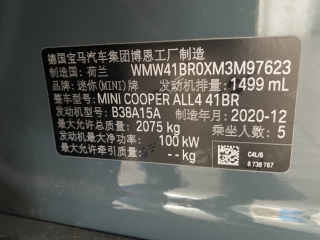 德国宝马汽车集团博恩工厂制造
制造国：荷兰 WMW41BR0XM3M97623
品牌：迷你(MINI)牌 发动机排量：1499 mL
整车型号：MINI COOPER ALL4 41BR
发动机型号：B38A15A 制造年月：2020-12
最大允许总质量：2075 kg 乘坐人数：5
发动机最大净功率：100 kW
最大允许牵引质量：-- kg
C4L/6
6 738 767